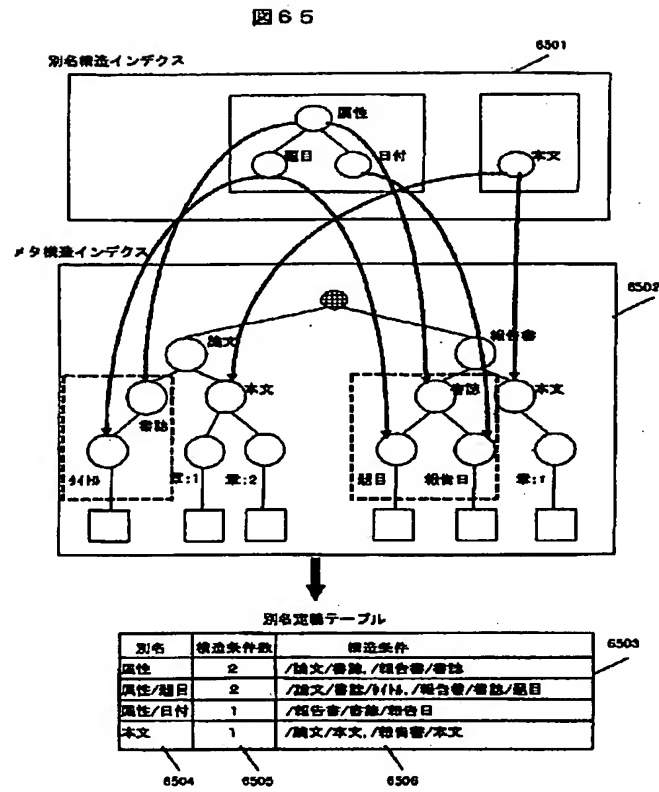 図６５
6501
別名構造インデクス
属性
題目
日付
本文
メタ構造インデクス
6502
論文
報告書
書誌
本文
書誌
本文
ﾀｲﾄﾙ
章:1
章:2
題目
報告日
章:1
別名定義テーブル
6503
別名 構造条件数 構造条件
属性 2 /論文/書誌, /報告書/書誌
属性/題目 2 /論文/書誌/ﾀｲﾄﾙ, /報告書/書誌/題目
属性/日付 1 /報告書/書誌/報告日
本文 1 /論文/本文, /報告書/本文
6504
6505
6506